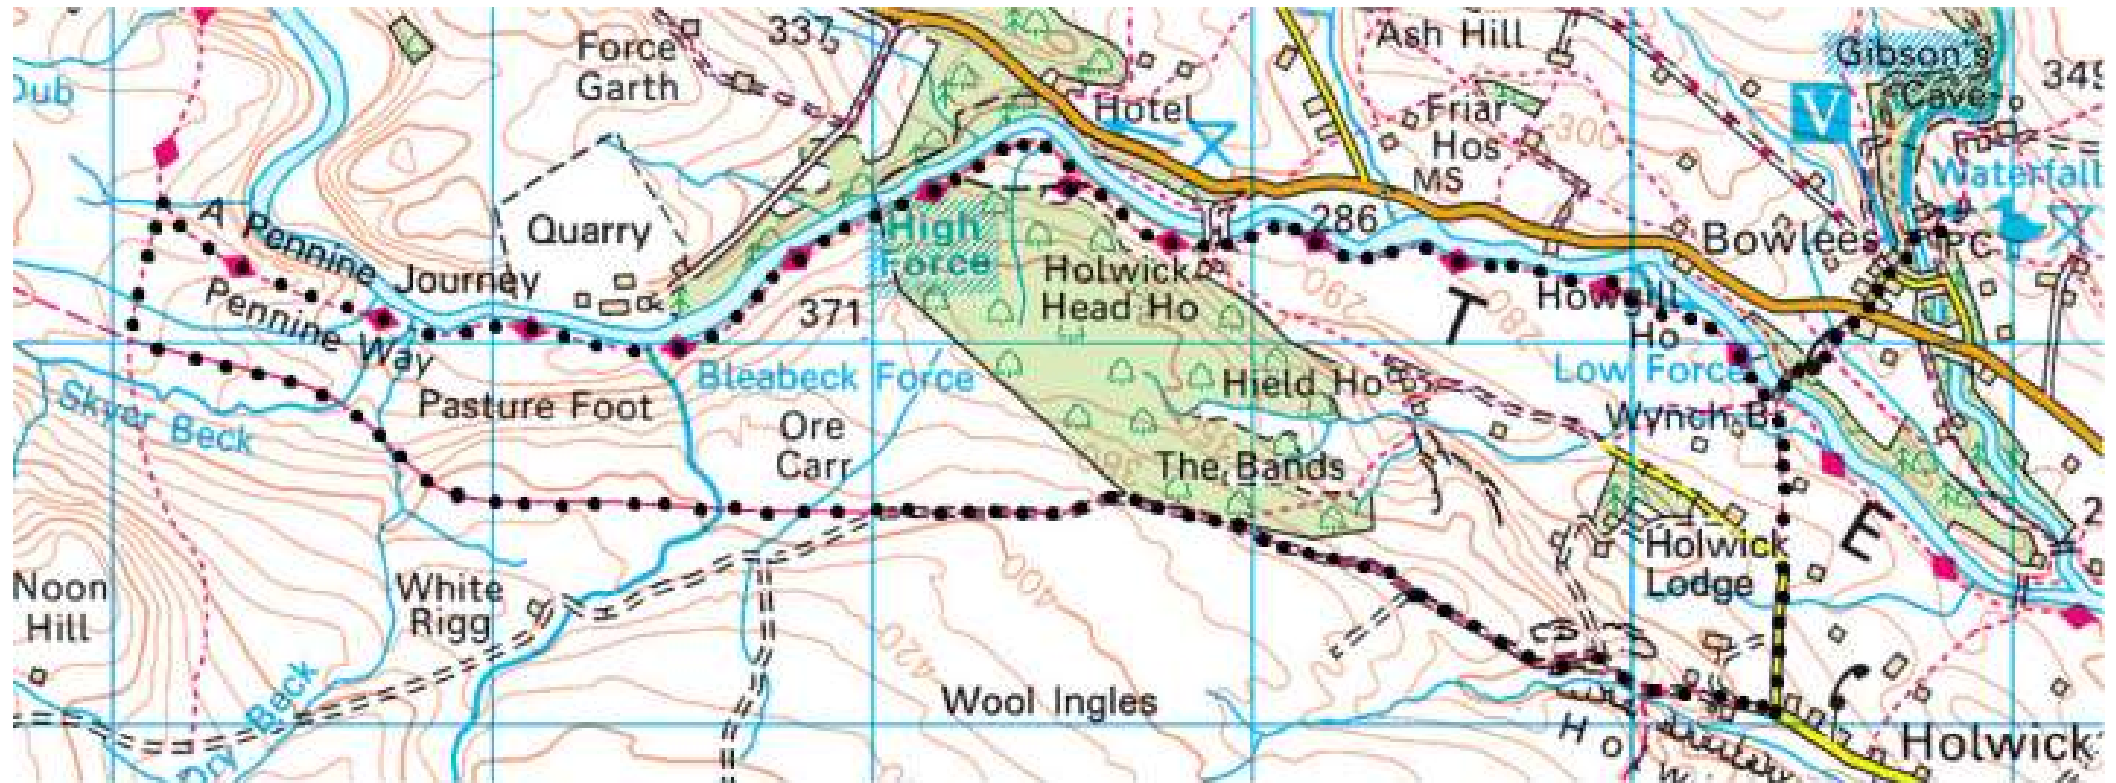 337
Force
Garth
Ash Hill
Gibson's
Cave
349
Dub
Hotel
Friar
Hos
300
V
MS
Waterfall
A Pennine Journey
Quarry
High
Force
286
Bowlees
PC
Pennine Way
371
Holwick
Head Ho
290
280
T
Howgill
Ho
Skyer Beck
Pasture Foot
Bleabeck Force
Hield Ho
Low Force
Wynch B
Ore
Carr
The Bands
E
Holwick
Lodge
Noon
Hill
White
Rigg
400
420
Dry Beck
Wool Ingles
H o
Holwick